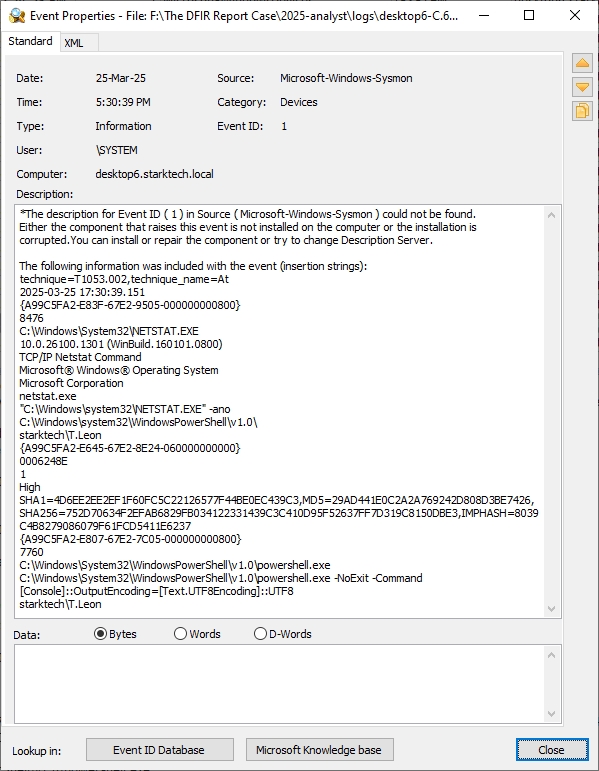 Event Properties - File: F:\The DFIR Report Case\2025-analyst\logs\desktop6-C.6...
Standard
XML
Date: 25-Mar-25 Source: Microsoft-Windows-Sysmon
Time: 5:30:39 PM Category: Devices
Type: Information Event ID: 1
User: \SYSTEM
Computer: desktop6.starktech.local
Description:
*The description for Event ID ( 1 ) in Source ( Microsoft-Windows-Sysmon ) could not be found.
Either the component that raises this event is not installed on the computer or the installation is
corrupted.You can install or repair the component or try to change Description Server.
The following information was included with the event (insertion strings):
technique=T1053.002,technique_name=At
2025-03-25 17:30:39.151
{A99C5FA2-E83F-67E2-9505-000000000800}
8476
C:\Windows\System32\NETSTAT.EXE
10.0.26100.1301 (WinBuild.160101.0800)
TCP/IP Netstat Command
Microsoft® Windows® Operating System
Microsoft Corporation
netstat.exe
"C:\Windows\system32\NETSTAT.EXE" -ano
C:\Windows\system32\WindowsPowerShell\v1.0\
starktech\T.Leon
{A99C5FA2-E645-67E2-8E24-060000000000}
0006248E
1
High
SHA1=4D6EE2EE2EF1F60FC5C22126577F44BE0EC439C3,MD5=29AD441E0C2A2A769242D808D3BE7426,
SHA256=752D70634F2EFAB6829FB034122331439C3C410D95F52637FF7D319C8150DBE3,IMPHASH=8039
C4B8279086079F61FCD5411E6237
{A99C5FA2-E807-67E2-7C05-000000000800}
7760
C:\Windows\System32\WindowsPowerShell\v1.0\powershell.exe
C:\Windows\System32\WindowsPowerShell\v1.0\powershell.exe -NoExit -Command
[Console]::OutputEncoding=[Text.UTF8Encoding]::UTF8
starktech\T.Leon
Data: Bytes Words D-Words
Lookup in: Event ID Database Microsoft Knowledge base Close